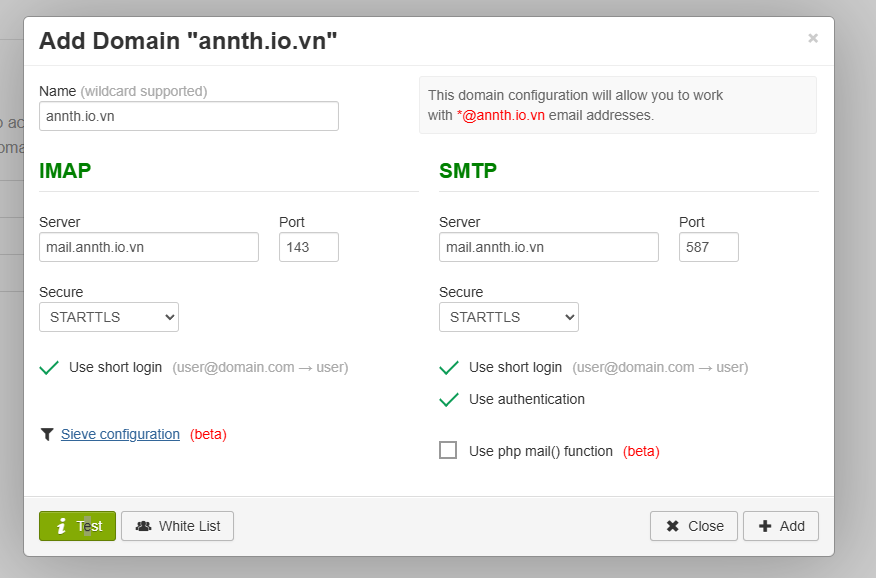 Add Domain "annth.io.vn"
×
Name (wildcard supported)
annth.io.vn
This domain configuration will allow you to work
with *@annth.io.vn email addresses.
IMAP
SMTP
Server Port
mail.annth.io.vn 143
Server Port
mail.annth.io.vn 587
Secure
STARTTLS
Secure
STARTTLS
Use short login (user@domain.com → user)
Use short login (user@domain.com → user)
Use authentication
Sieve configuration (beta)
Use php mail() function (beta)
Test White List Close Add